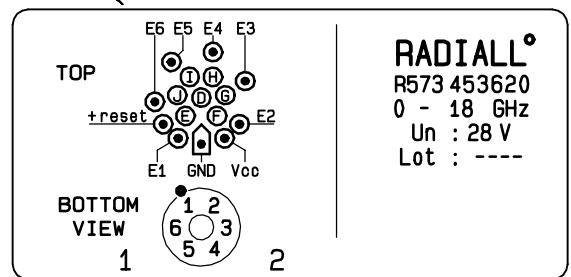 E6 E5 E4 E3
TOP
I H
J D G
E F
+reset E2
E1 GND Vcc
BOTTOM
VIEW
1 2
6 3
5 4
1 2
RADIALL°
R573 453620
0 - 18 GHz
Un : 28 V
Lot : ----